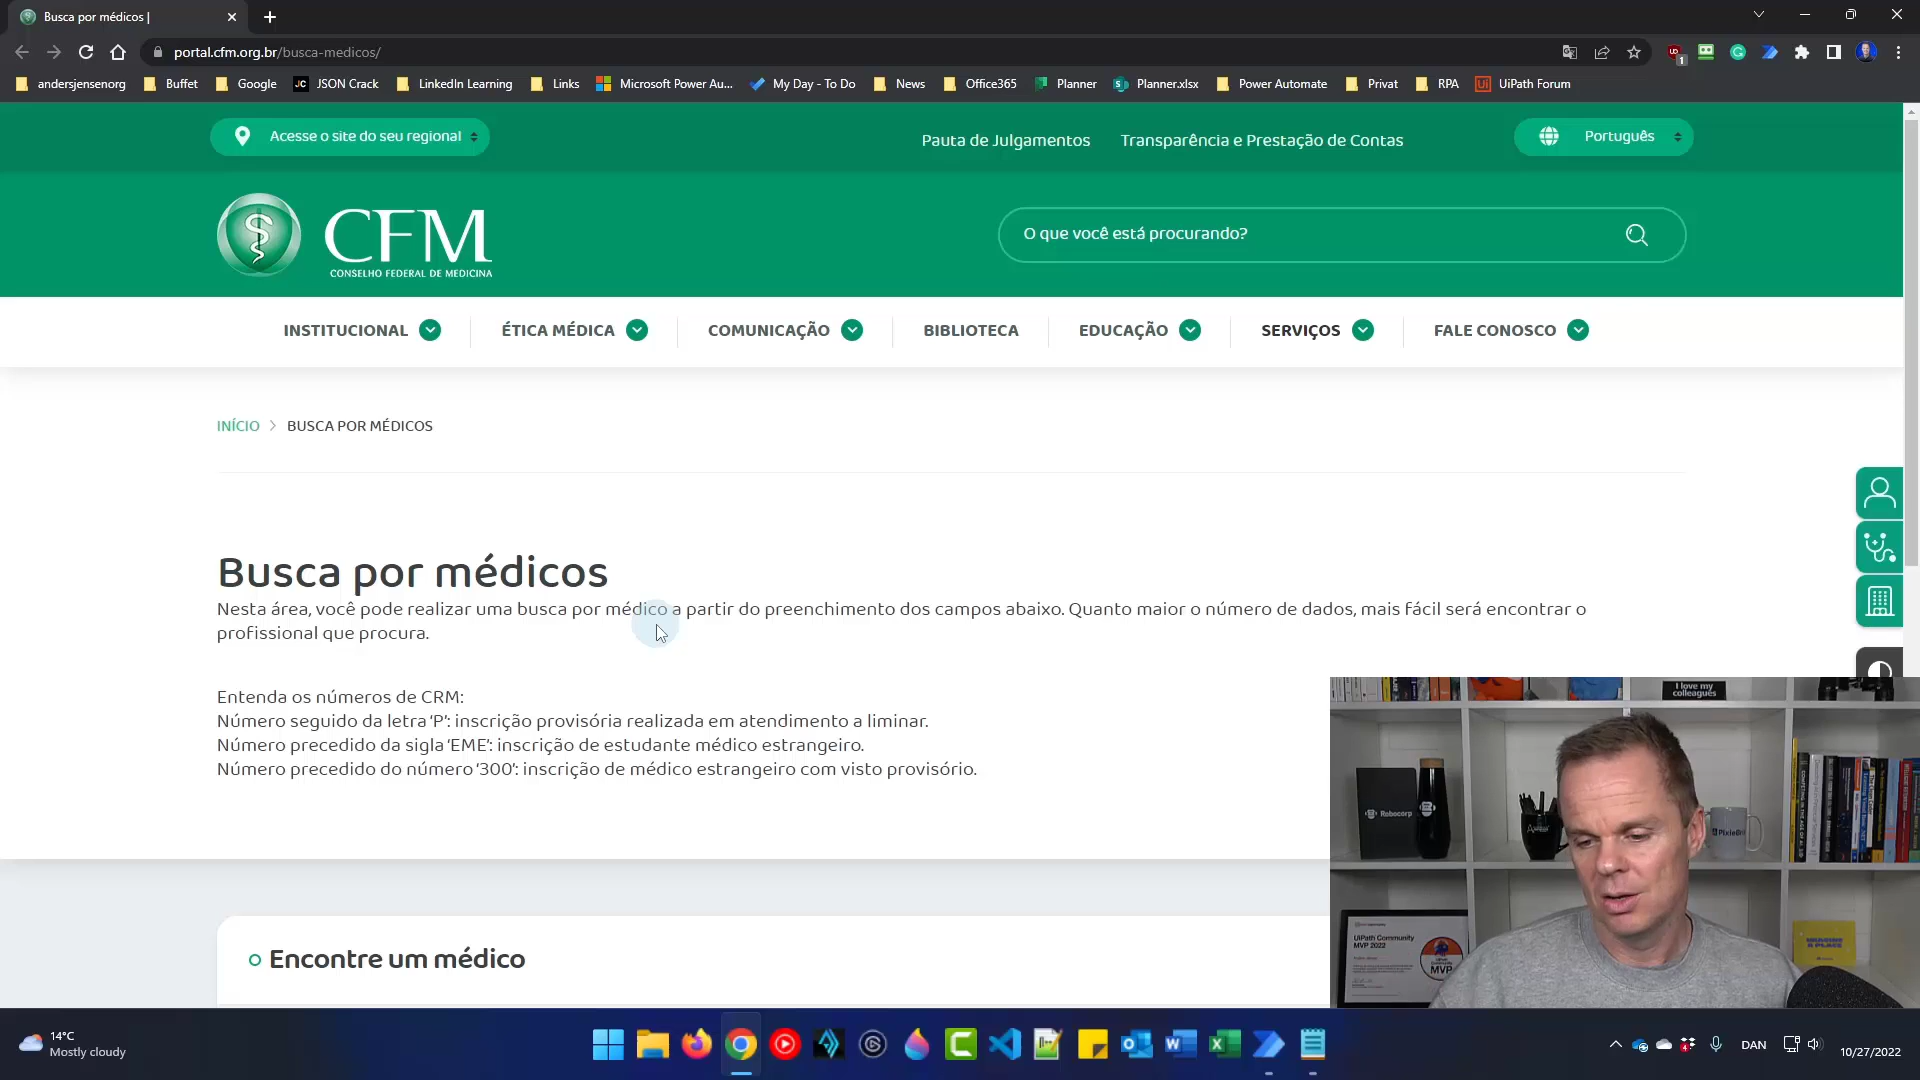 Busca por médicos |
portal.cfm.org.br/busca-medicos/
1
andersjensenorg
Buffet
Google
JC
JSON Crack
LinkedIn Learning
Links
Microsoft Power Au...
My Day - To Do
News
Office365
Planner
Planner.xlsx
Power Automate
Privat
RPA
Ui
UiPath Forum
Acesse o site do seu regional
Pauta de Julgamentos
Transparência e Prestação de Contas
Português
CFM
CONSELHO FEDERAL DE MEDICINA
O que você está procurando?
INSTITUCIONAL
ÉTICA MÉDICA
COMUNICAÇÃO
BIBLIOTECA
EDUCAÇÃO
SERVIÇOS
FALE CONOSCO
INÍCIO > BUSCA POR MÉDICOS
Busca por médicos
Nesta área, você pode realizar uma busca por médico a partir do preenchimento dos campos abaixo. Quanto maior o número de dados, mais fácil será encontrar o
profissional que procura.
Entenda os números de CRM:
Número seguido da letra ‘P’: inscrição provisória realizada em atendimento a liminar.
Número precedido da sigla ‘EME’: inscrição de estudante médico estrangeiro.
Número precedido do número ‘300’: inscrição de médico estrangeiro com visto provisório.
Encontre um médico
I love my
colleagues
Robocorp
PixieBrix
UiPath Community
MVP 2022
MVP
14°C
Mostly cloudy
DAN
10/27/2022